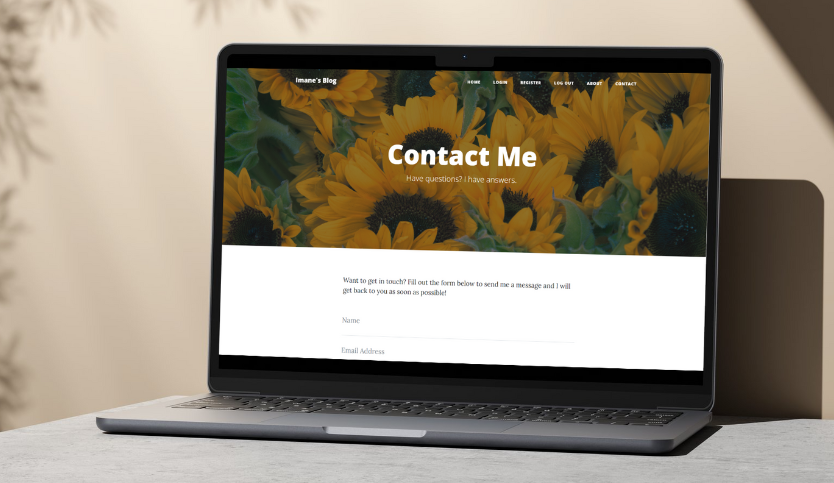 Imane's Blog
HOME LOGIN REGISTER LOG OUT ABOUT CONTACT
Contact Me
Have questions? I have answers.
Want to get in touch? Fill out the form below to send me a message and I will
get back to you as soon as possible!
Name
Email Address